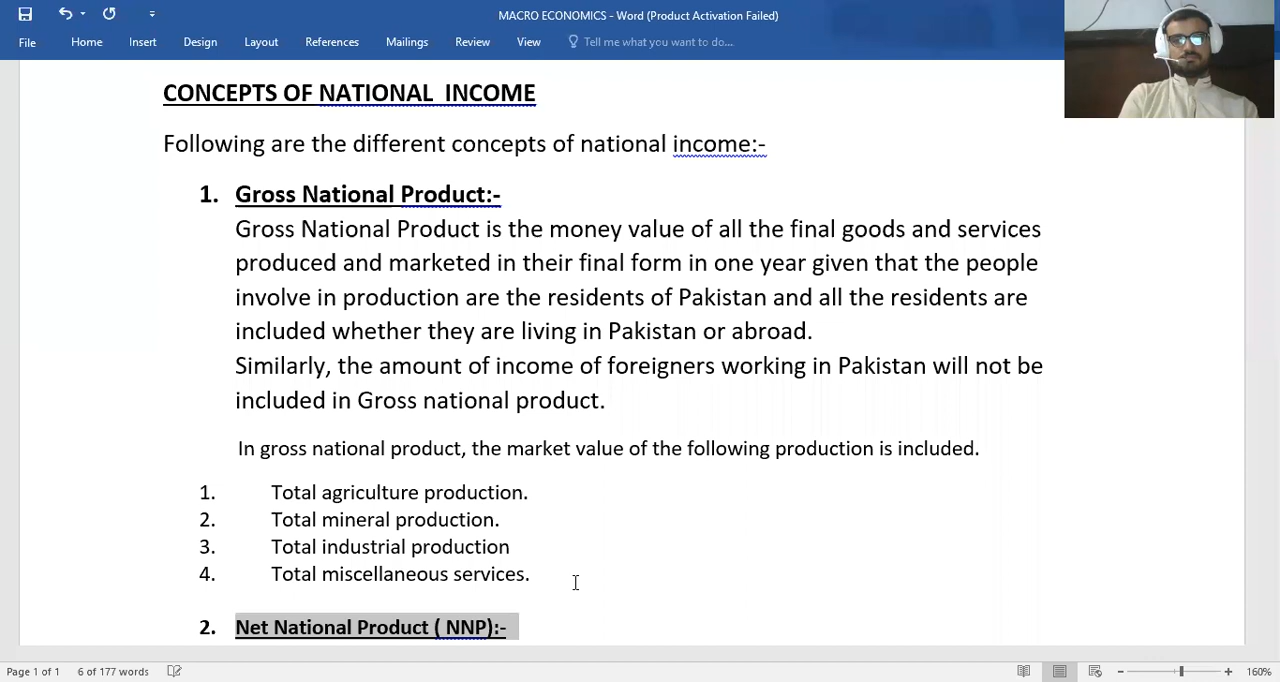 MACRO ECONOMICS - Word (Product Activation Failed)
File Home Insert Design Layout References Mailings Review View Tell me what you want to do...
CONCEPTS OF NATIONAL INCOME
Following are the different concepts of national income:-
1. Gross National Product:-
Gross National Product is the money value of all the final goods and services
produced and marketed in their final form in one year given that the people
involve in production are the residents of Pakistan and all the residents are
included whether they are living in Pakistan or abroad.
Similarly, the amount of income of foreigners working in Pakistan will not be
included in Gross national product.
In gross national product, the market value of the following production is included.
1. Total agriculture production.
2. Total mineral production.
3. Total industrial production
4. Total miscellaneous services.
2. Net National Product ( NNP):-
Page 1 of 1 6 of 177 words 160%